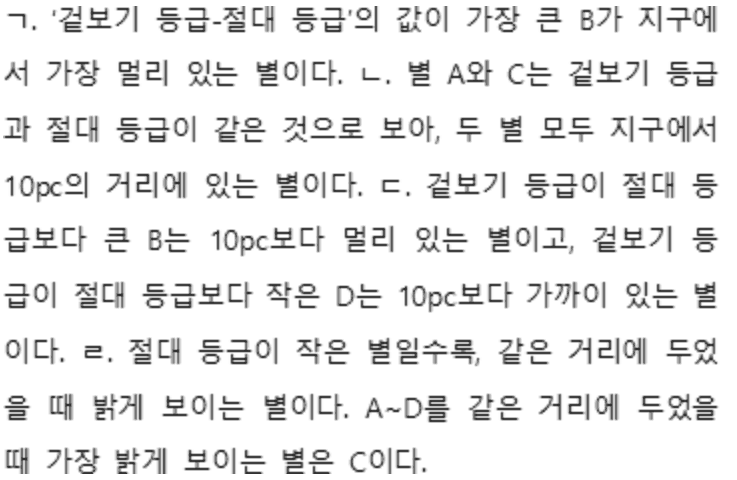 ㄱ. '겉보기 등급-절대 등급'의 값이 가장 큰 B가 지구에
서 가장 멀리 있는 별이다. ㄴ. 별 A와 C는 겉보기 등급
과 절대 등급이 같은 것으로 보아, 두 별 모두 지구에서
10pc의 거리에 있는 별이다. ㄷ. 겉보기 등급이 절대 등
급보다 큰 B는 10pc보다 멀리 있는 별이고, 겉보기 등
급이 절대 등급보다 작은 D는 10pc보다 가까이 있는 별
이다. ㄹ. 절대 등급이 작은 별일수록, 같은 거리에 두었
을 때 밝게 보이는 별이다. A~D를 같은 거리에 두었을
때 가장 밝게 보이는 별은 C이다.